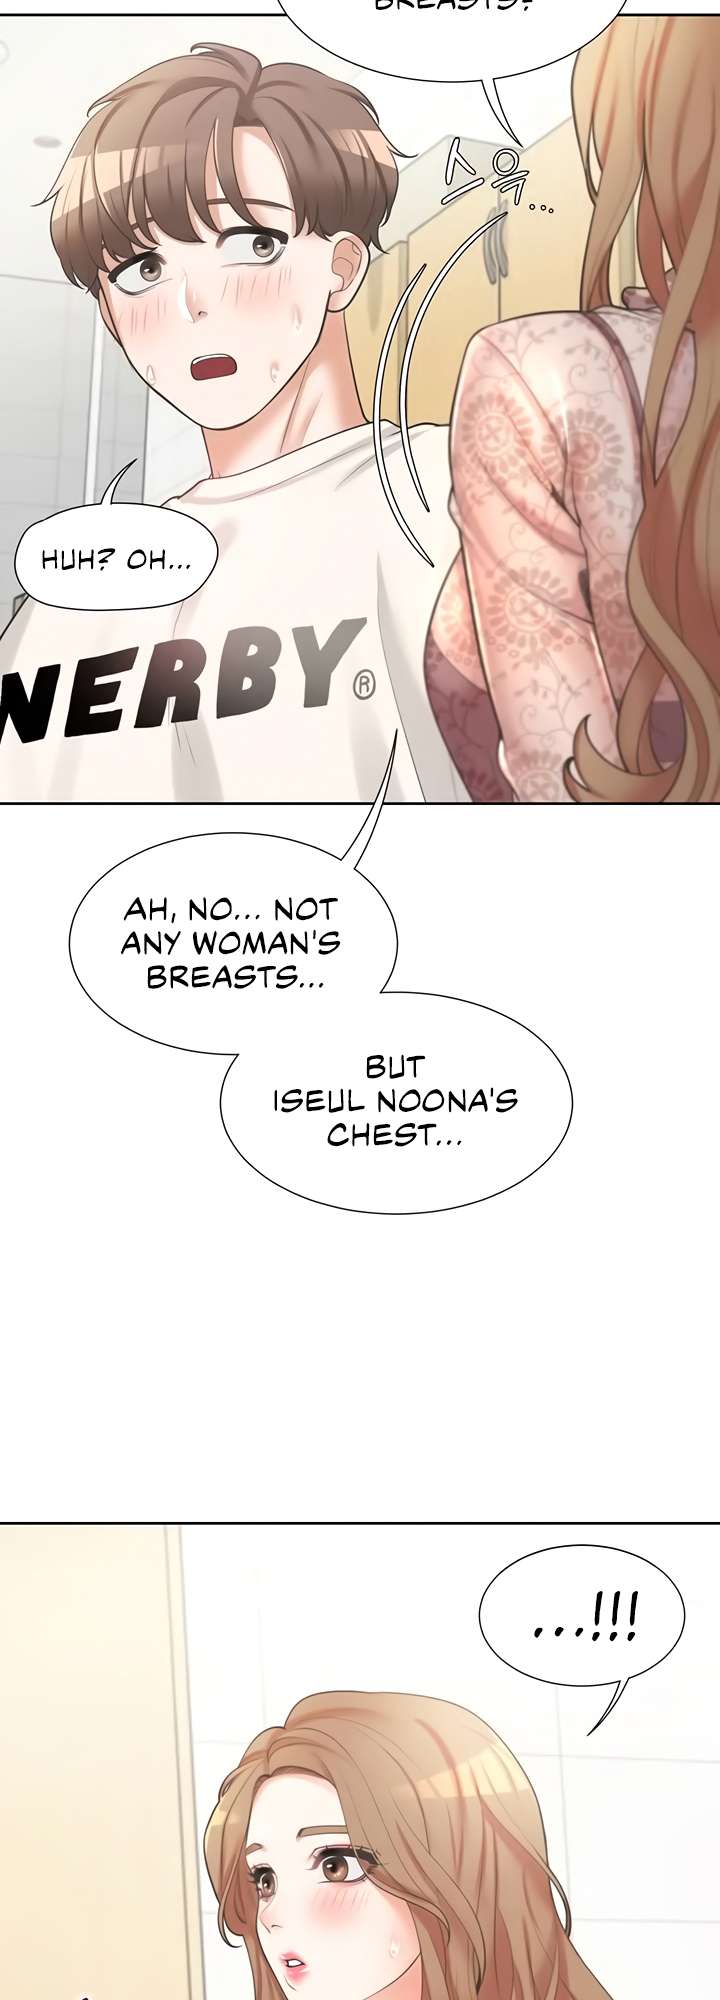 BREASTS?
스윽...
HUH? OH...
NERBY®
AH, NO... NOT
ANY WOMAN'S
BREASTS...
BUT
ISEUL NOONA'S
CHEST...
...!!!